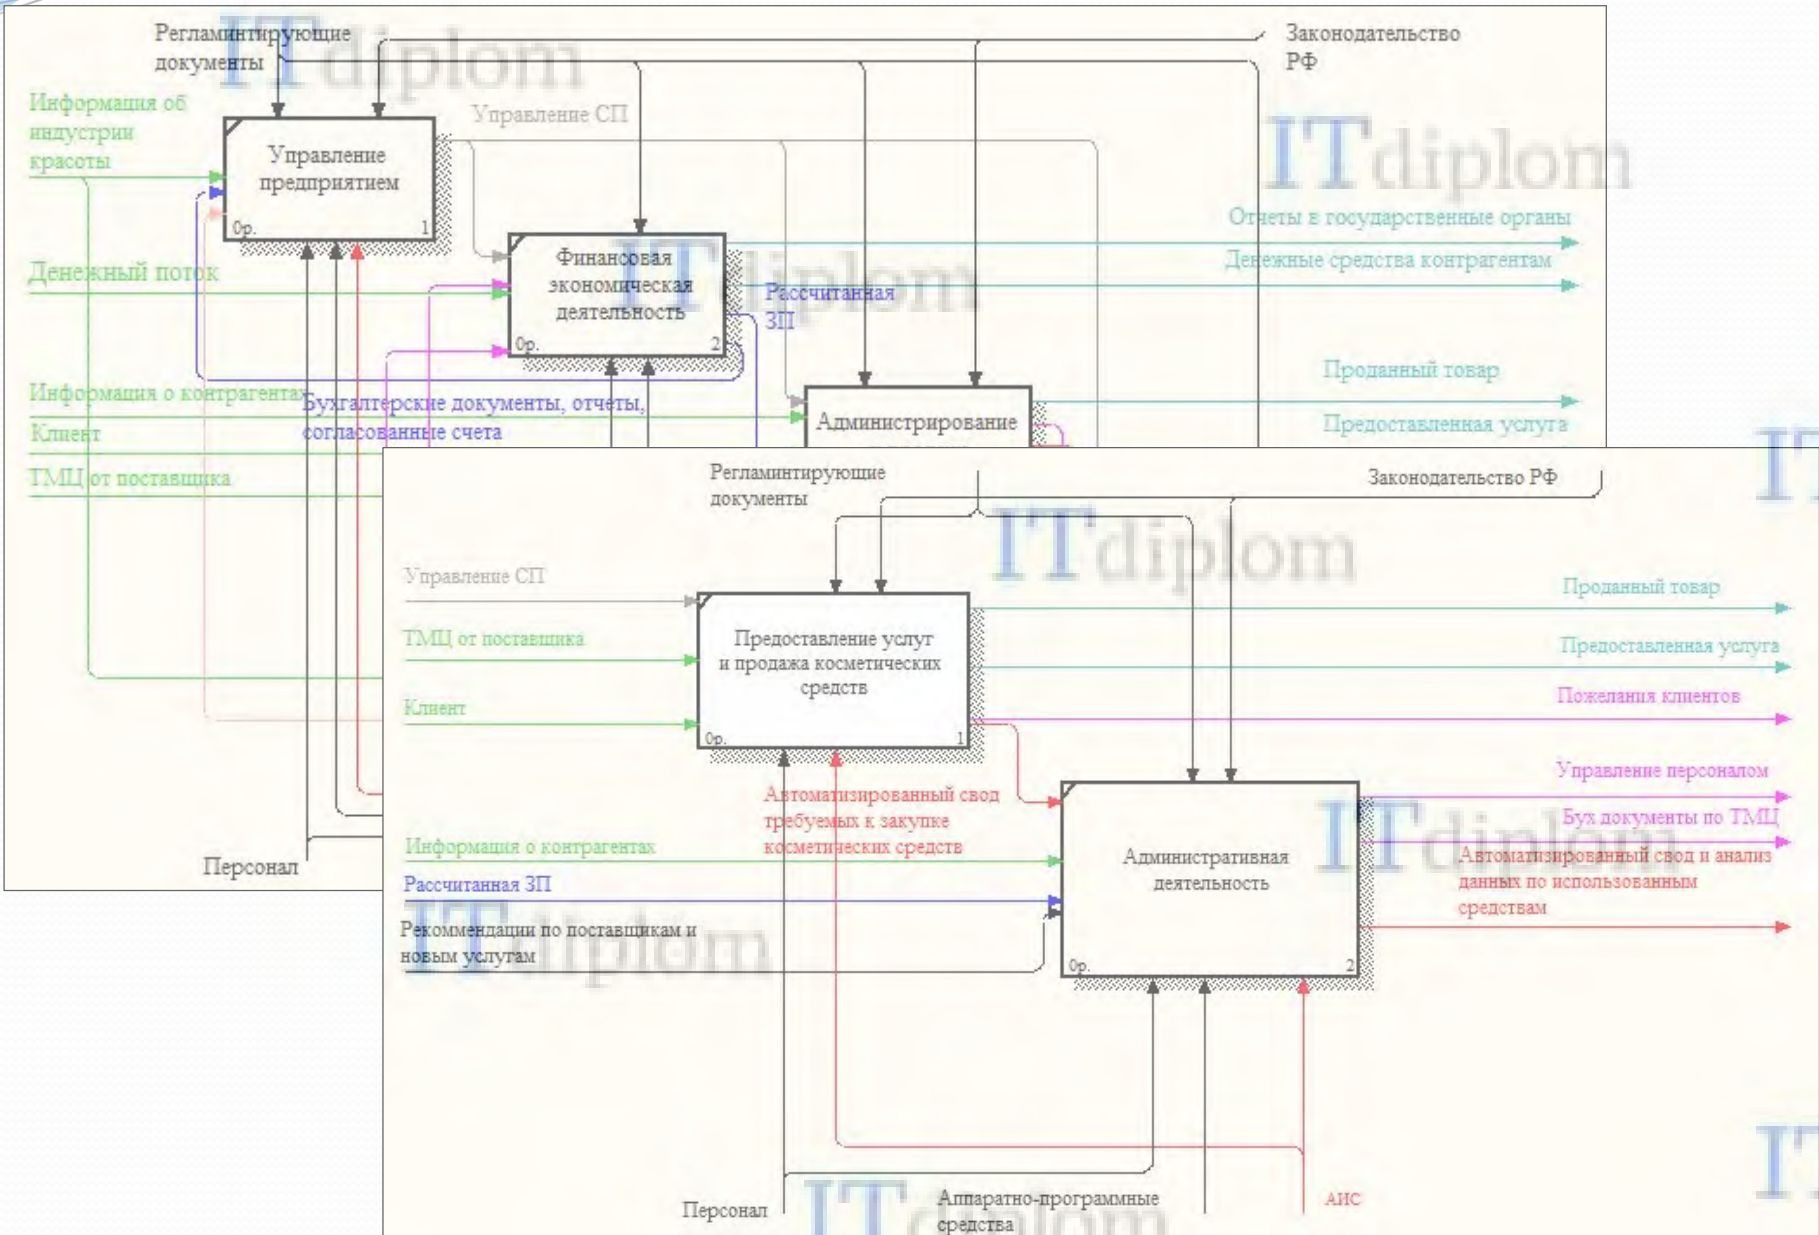 Регламинтирующие
документы
Законодательство
РФ
Информация об
индустрии
красоты
Управление СП
Управление
предприятием
0р. 1
Отчеты в государственные органы
Денежный поток
Финансовая
экономическая
деятельность
0р. 2
Денежные средства контрагентам
Рассчитанная
ЗП
Проданный товар
Информация о контрагентах
Бухгалтерские документы, отчеты,
согласованные счета
Администрирование
Предоставленная услуга
Клиент
ТМЦ от поставщика
Персонал
Регламинтирующие
документы
Законодательство РФ
Управление СП
ТМЦ от поставщика
Клиент
Предоставление услуг
и продажа косметических
средств
0р. 1
Проданный товар
Предоставленная услуга
Пожелания клиентов
Управление персоналом
Бух документы по ТМЦ
Автоматизированный свод
требуемых к закупке
косметических средств
Информация о контрагентах
Рассчитанная ЗП
Рекоммендации по поставщикам и
новым услугам
Административная
деятельность
0р. 2
Автоматизированный свод и анализ
данных по использованным
средствам
Персонал
Аппаратно-программные
средства
АИС
ITdiplom
ITdiplom
ITdiplom
ITdiplom
ITdiplom
ITdiplom
ITdiplom
IT
IT